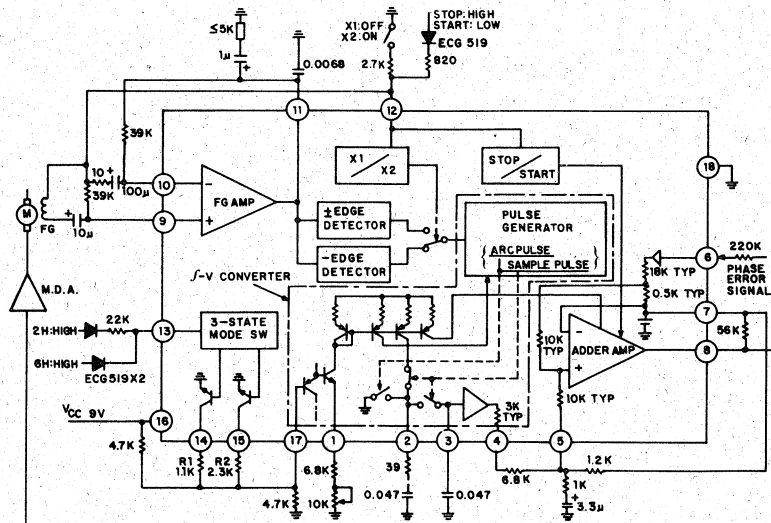 ≤5K
1μ
+
X1:OFF
X2:ON
STOP:HIGH
START:LOW
ECG 519
820
2.7K
0.0068
11
12
39K
10
+
39K
100μ
10
-
FG AMP
9
+
M
FG
+
10μ
M.D.A.
X1
X2
STOP
START
18
±EDGE
DETECTOR
-EDGE
DETECTOR
PULSE
GENERATOR
ARC PULSE
SAMPLE PULSE
ʃ-V CONVERTER
6
220K
PHASE
ERROR
SIGNAL
18K TYP
0.5K TYP
7
56K
2H:HIGH
22K
13
3-STATE
MODE SW
6H:HIGH
ECG519X2
10K
TYP
-
+
ADDER AMP
8
10K TYP
3K
TYP
VCC 9V
16
14
15
17
1
2
3
4
5
4.7K
R1
1.1K
R2
2.3K
6.8K
39
6.8K
1.2K
1K
+
3.3μ
4.7K
10K
0.047
0.047